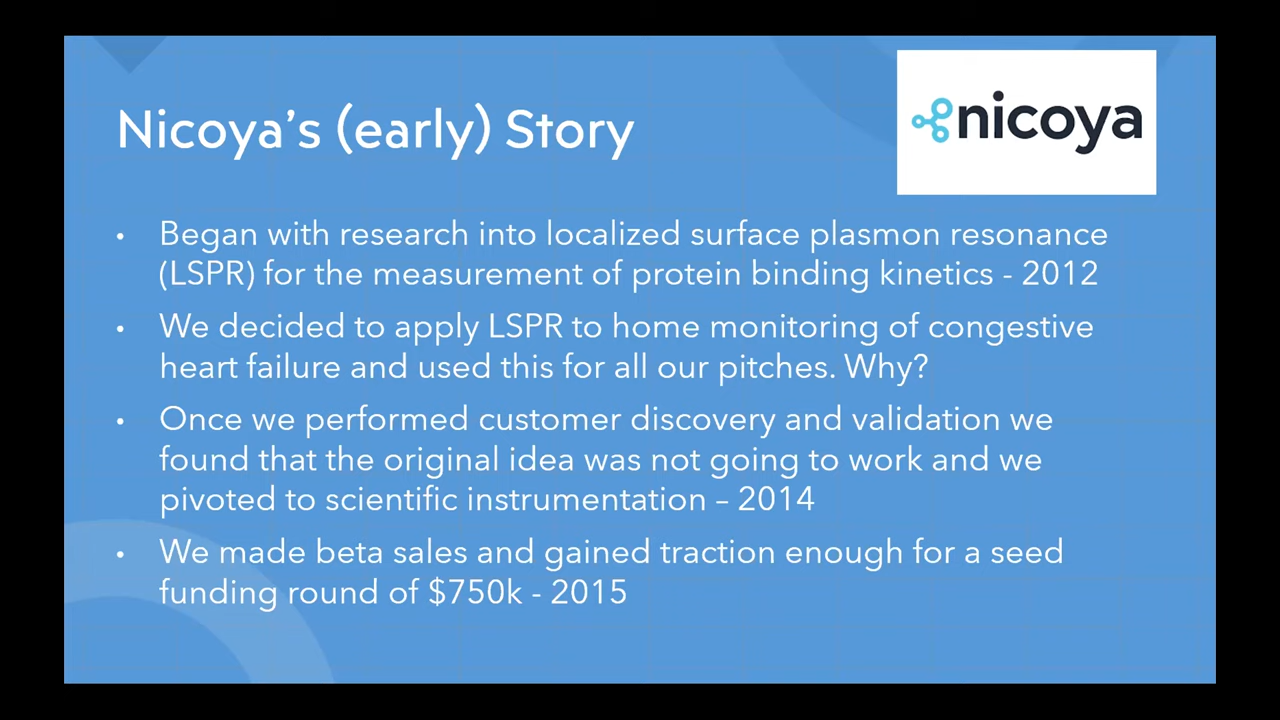 Nicoya's (early) Story
nicoya
• Began with research into localized surface plasmon resonance
(LSPR) for the measurement of protein binding kinetics - 2012
• We decided to apply LSPR to home monitoring of congestive
heart failure and used this for all our pitches. Why?
• Once we performed customer discovery and validation we
found that the original idea was not going to work and we
pivoted to scientific instrumentation – 2014
• We made beta sales and gained traction enough for a seed
funding round of $750k - 2015